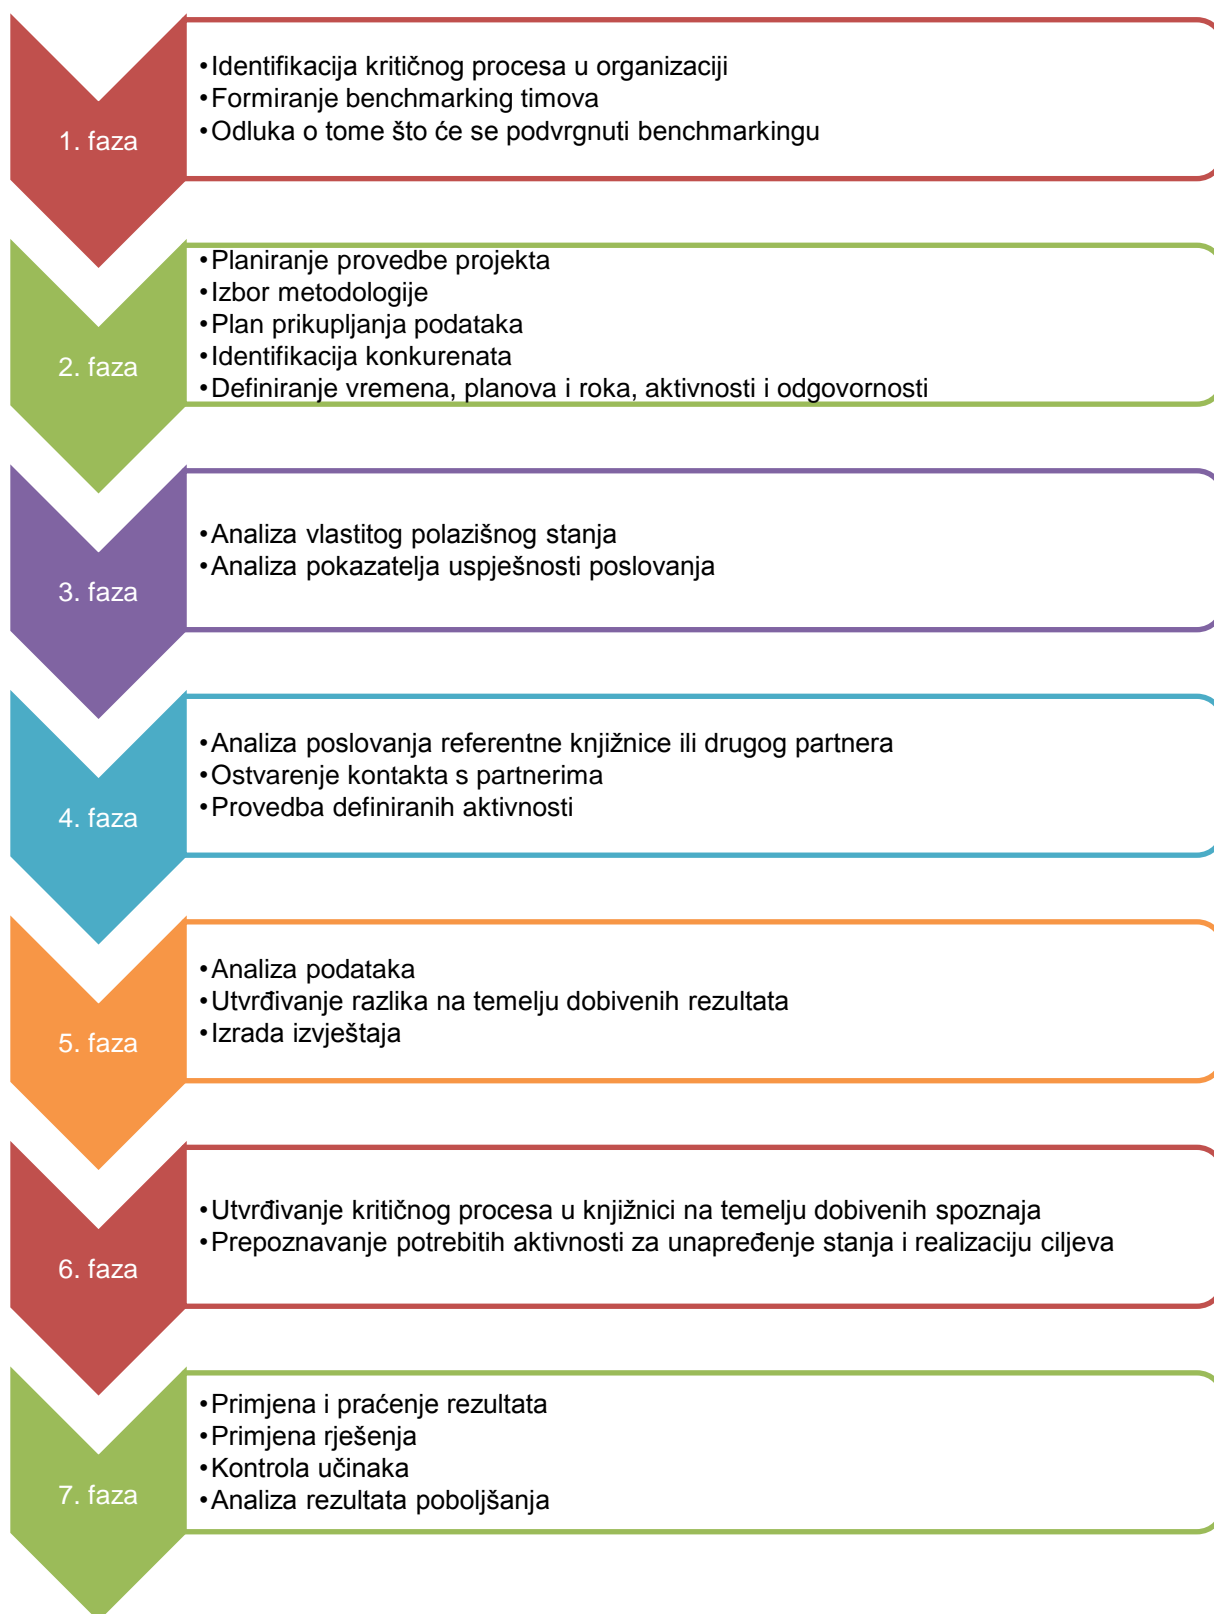 1. faza
•Identifikacija kritičnog procesa u organizaciji
•Formiranje benchmarking timova
•Odluka o tome što će se podvrgnuti benchmarkingu
2. faza
•Planiranje provedbe projekta
•Izbor metodologije
•Plan prikupljanja podataka
•Identifikacija konkurenata
•Definiranje vremena, planova i roka, aktivnosti i odgovornosti
3. faza
•Analiza vlastitog polazišnog stanja
•Analiza pokazatelja uspješnosti poslovanja
4. faza
•Analiza poslovanja referentne knjižnice ili drugog partnera
•Ostvarenje kontakta s partnerima
•Provedba definiranih aktivnosti
5. faza
•Analiza podataka
•Utvrđivanje razlika na temelju dobivenih rezultata
•Izrada izvještaja
6. faza
•Utvrđivanje kritičnog procesa u knjižnici na temelju dobivenih spoznaja
•Prepoznavanje potrebitih aktivnosti za unapređenje stanja i realizaciju ciljeva
7. faza
•Primjena i praćenje rezultata
•Primjena rješenja
•Kontrola učinaka
•Analiza rezultata poboljšanja